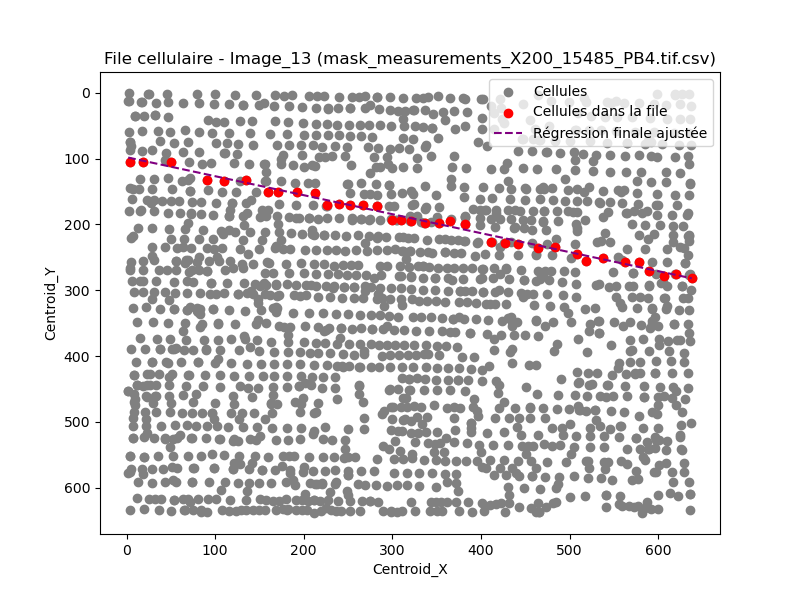 File cellulaire - Image_13 (mask_measurements_X200_15485_PB4.tif.csv)
Cellules
Cellules dans la file
Régression finale ajustée
0
100
200
300
400
500
600
Centroid_Y
0 100 200 300 400 500 600
Centroid_X